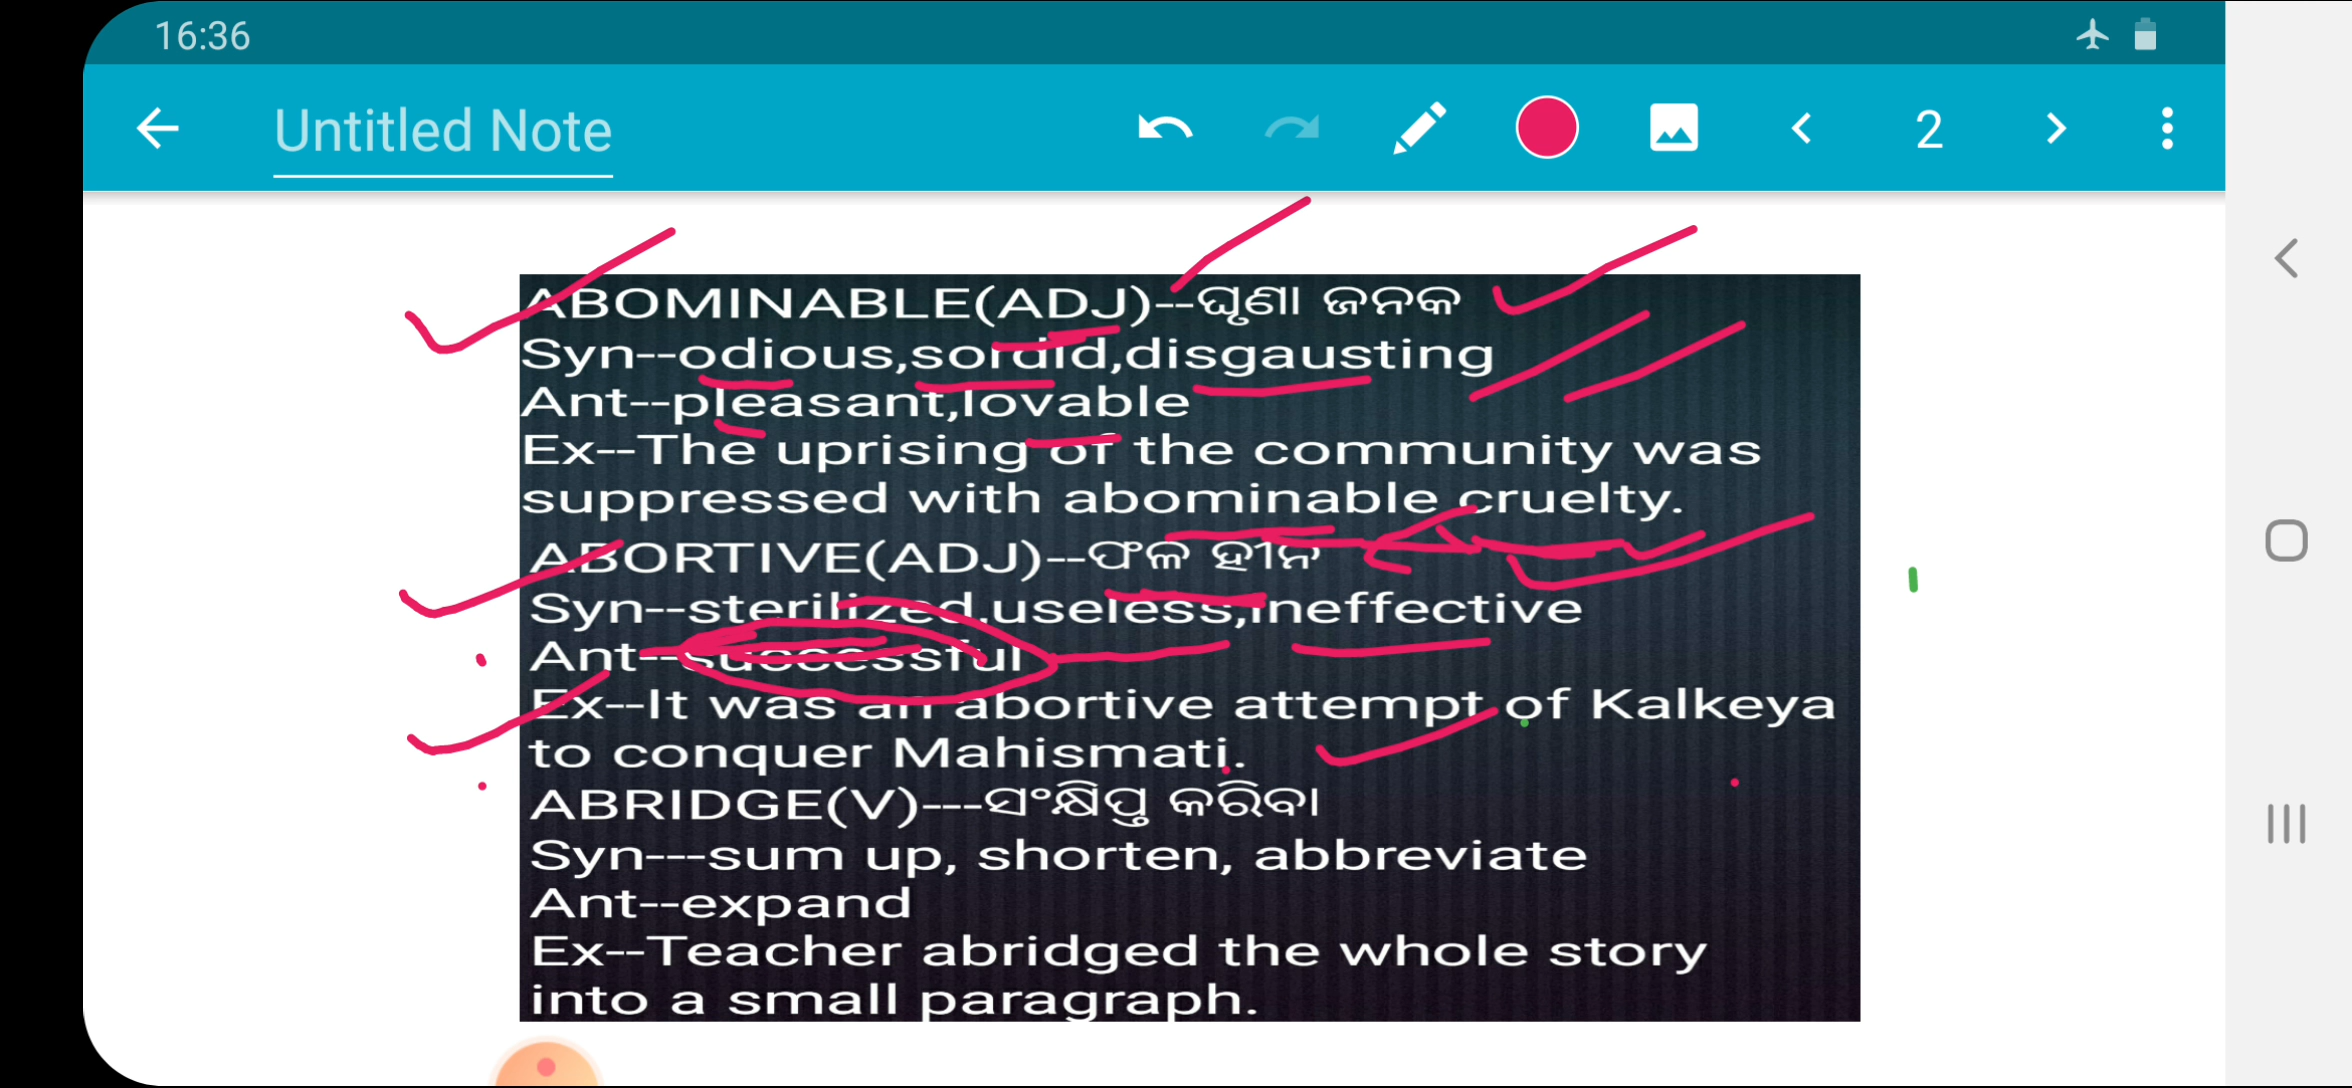 16:36
Untitled Note
2
ABOMINABLE(ADJ)--ଘୃଣା ଜନକ
Syn--odious,sordid,disgausting
Ant--pleasant,lovable
Ex--The uprising of the community was
suppressed with abominable cruelty.
ABORTIVE(ADJ)--ଫଳ ହୀନ
Syn--sterilized,useless,ineffective
Ant--successful
Ex--It was an abortive attempt of Kalkeya
to conquer Mahismati.
ABRIDGE(V)---ସଂକ୍ଷିପ୍ତ କରିବା
Syn---sum up, shorten, abbreviate
Ant--expand
Ex--Teacher abridged the whole story
into a small paragraph.